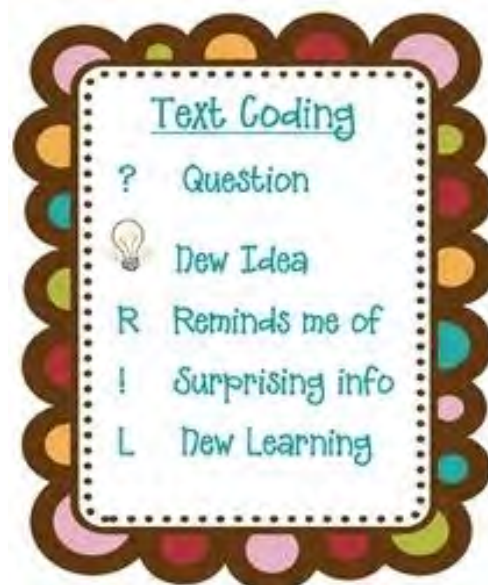 Text Coding
? Question
New Idea
R Reminds me of
! Surprising info
L New Learning